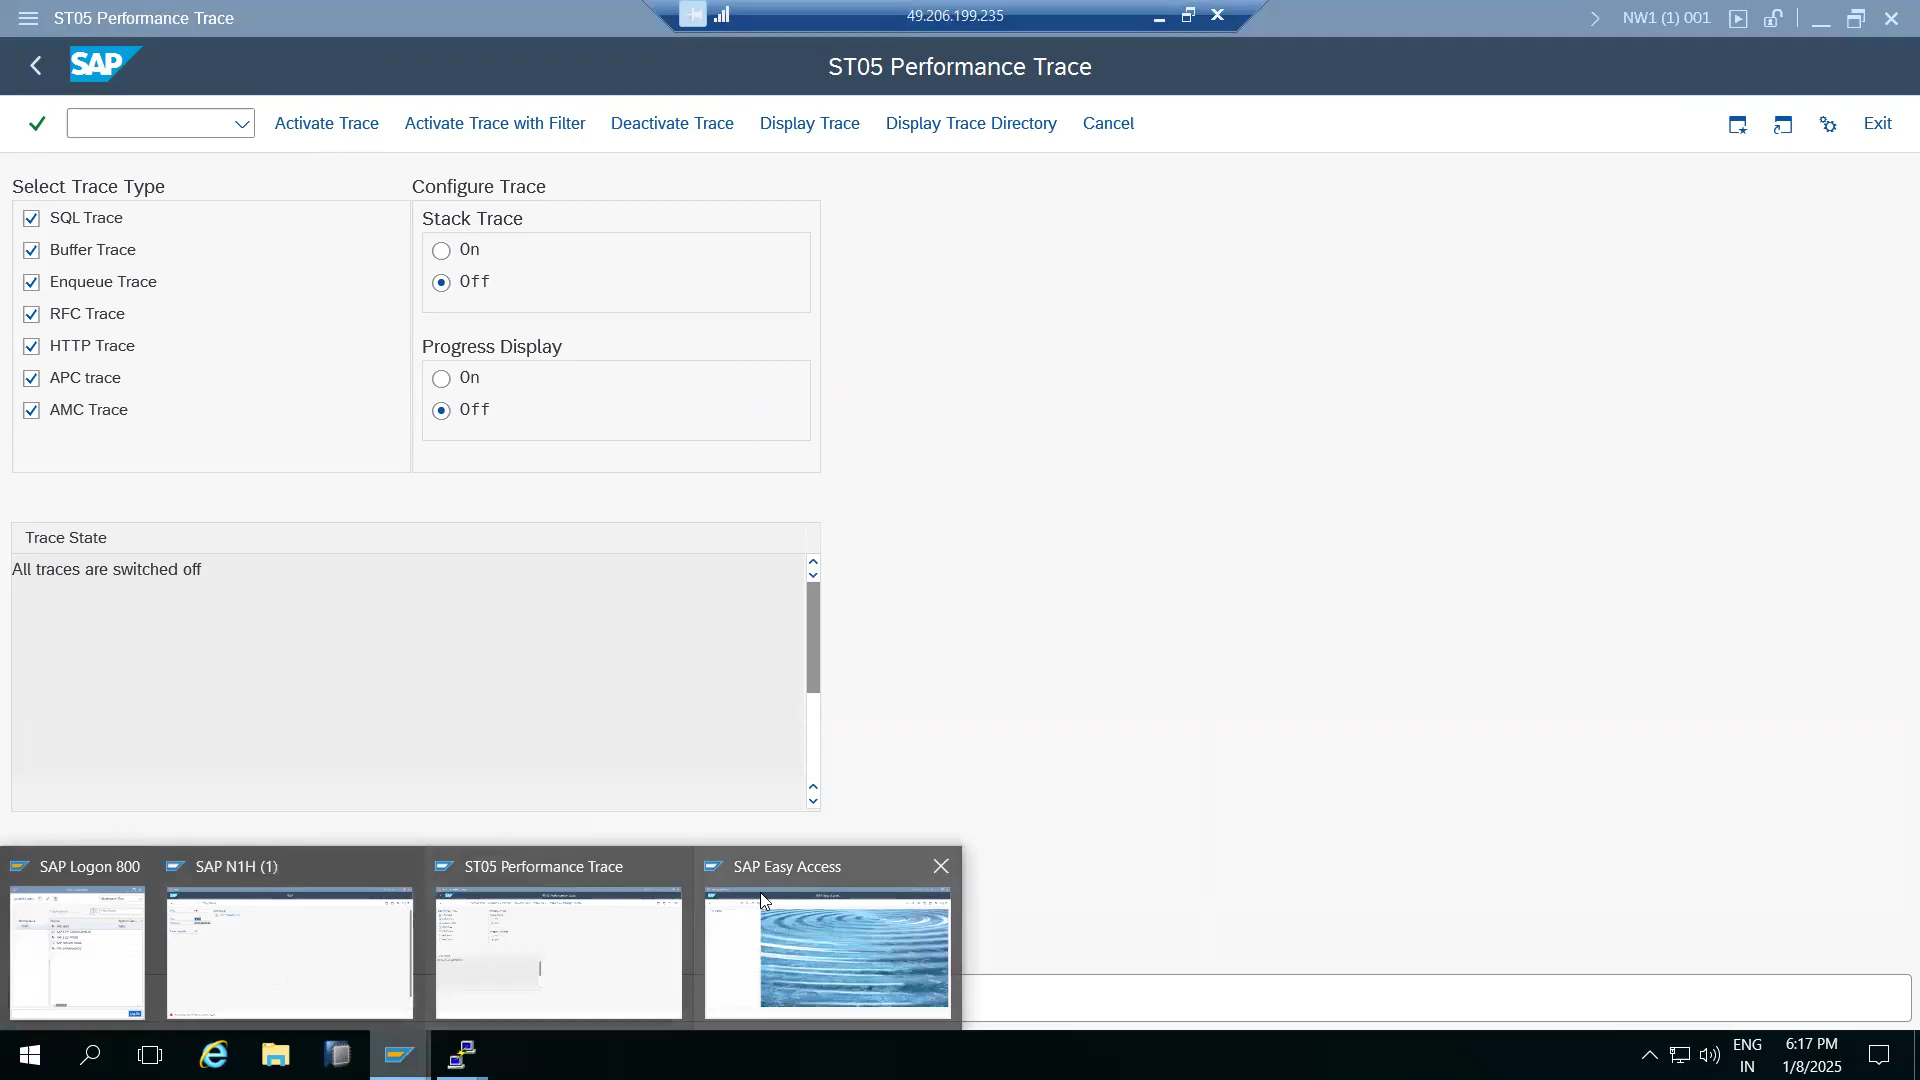 ST05 Performance Trace
49.206.199.235
NW1 (1) 001
SAP
ST05 Performance Trace
Activate Trace
Activate Trace with Filter
Deactivate Trace
Display Trace
Display Trace Directory
Cancel
Exit
Select Trace Type
Configure Trace
SQL Trace
Buffer Trace
Enqueue Trace
RFC Trace
HTTP Trace
APC trace
AMC Trace
Stack Trace
On
Off
Progress Display
On
Off
Trace State
All traces are switched off
SAP Logon 800
SAP N1H (1)
ST05 Performance Trace
SAP Easy Access
ENG
IN
6:17 PM
1/8/2025